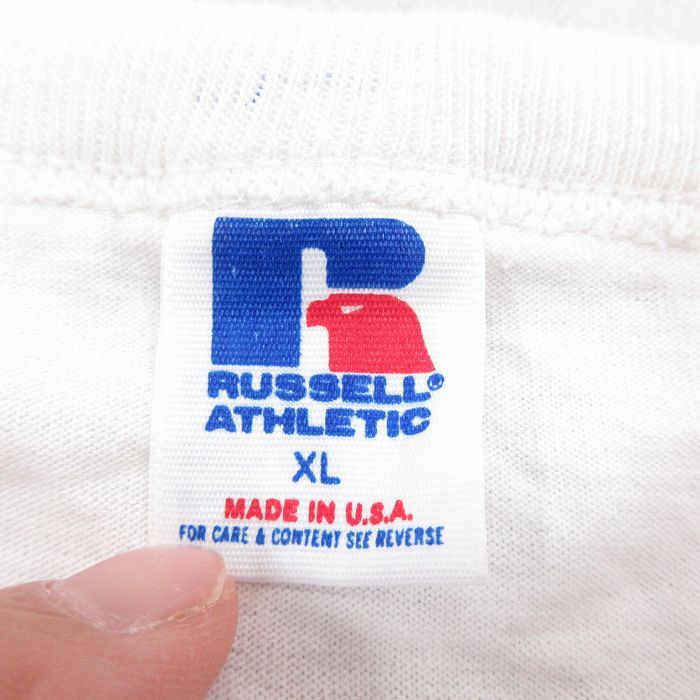 RUSSELL®
ATHLETIC
XL
MADE IN U.S.A.
FOR CARE & CONTENT SEE REVERSE